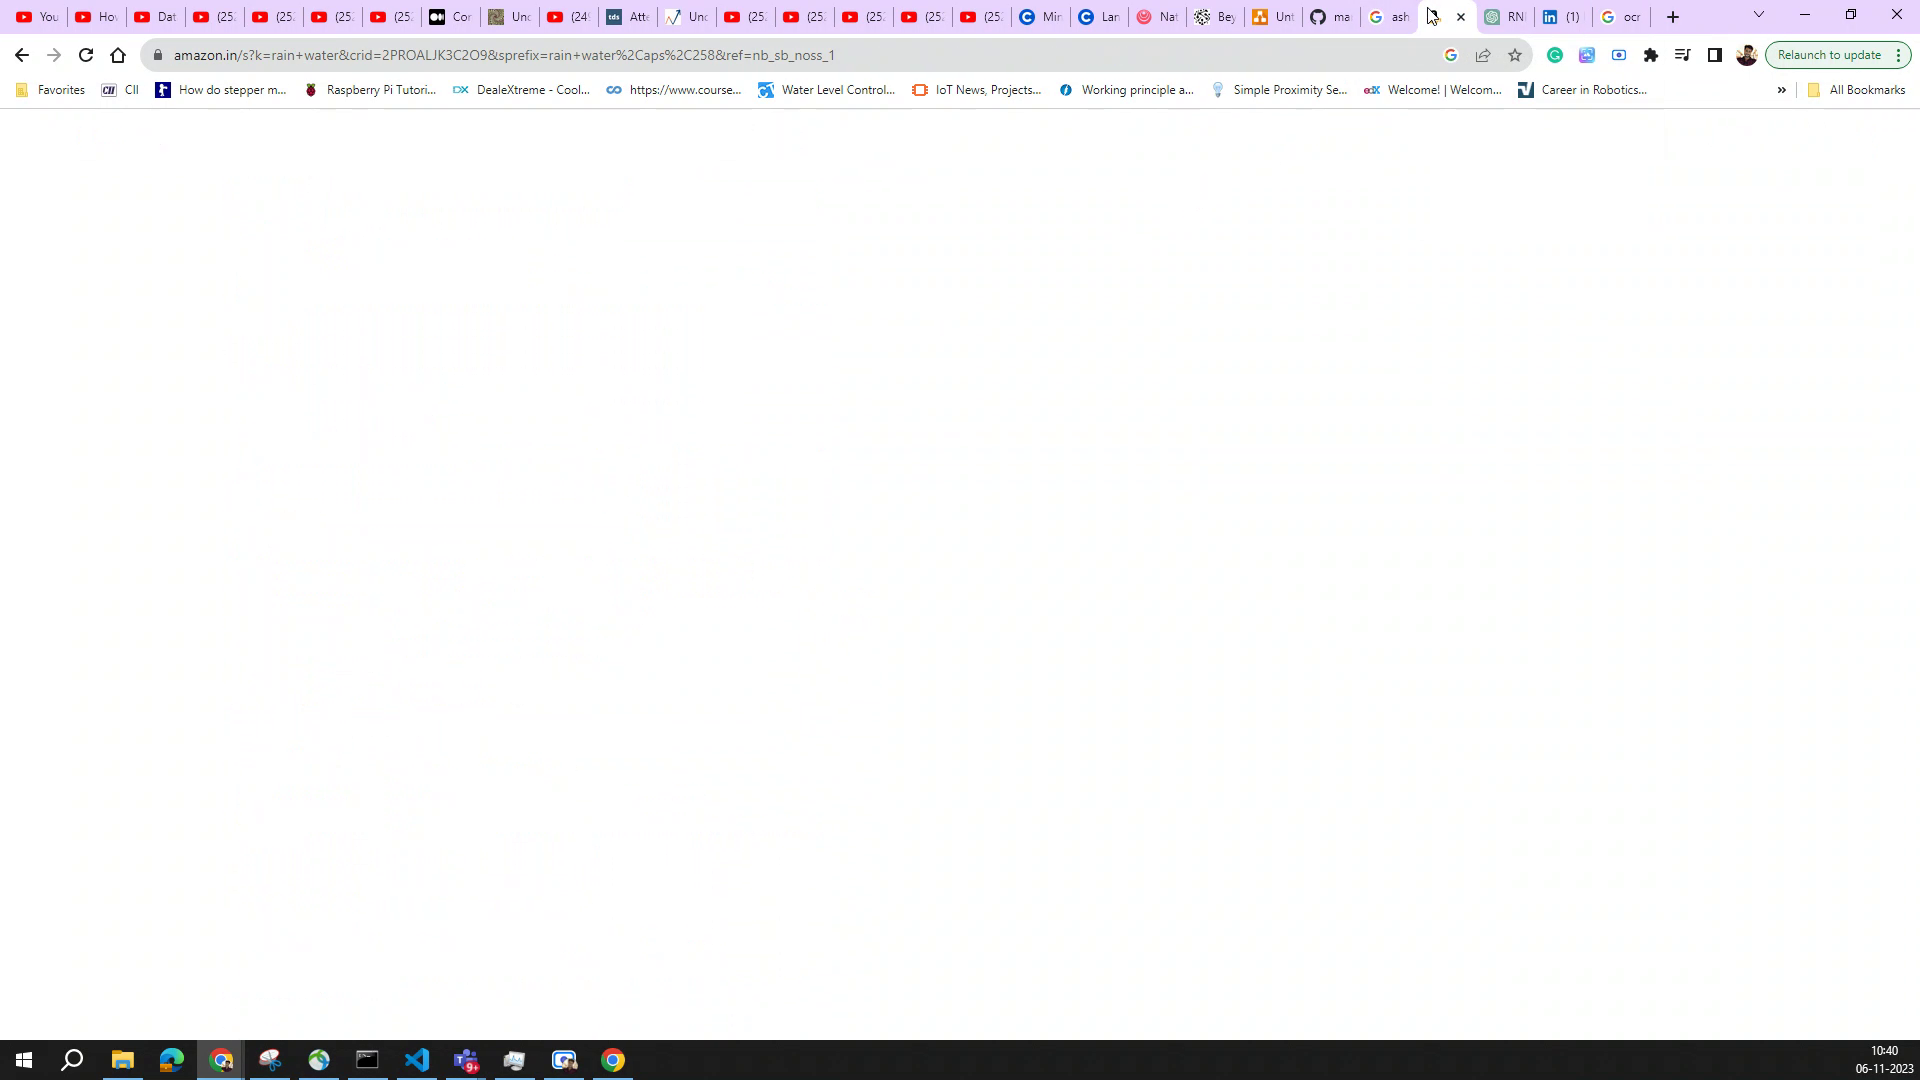 You
Hov
Dat
(25
(25
(25
(25
Cor
Unc
(249
Atte
Unc
(25
(25
(25
(25
(25
Mir
Lan
Nat
Bey
Unt
ma
ash
RN
(1)
ocr
amazon.in/s?k=rain+water&crid=2PROALJK3C2O9&sprefix=rain+water%2Caps%2C258&ref=nb_sb_noss_1
Relaunch to update
Favorites
CII
How do stepper m...
Raspberry Pi Tutori...
DealeXtreme - Cool...
https://www.course...
Water Level Control...
IoT News, Projects...
Working principle a...
Simple Proximity Se...
Welcome! | Welcom...
Career in Robotics...
»
All Bookmarks
10:40
06-11-2023